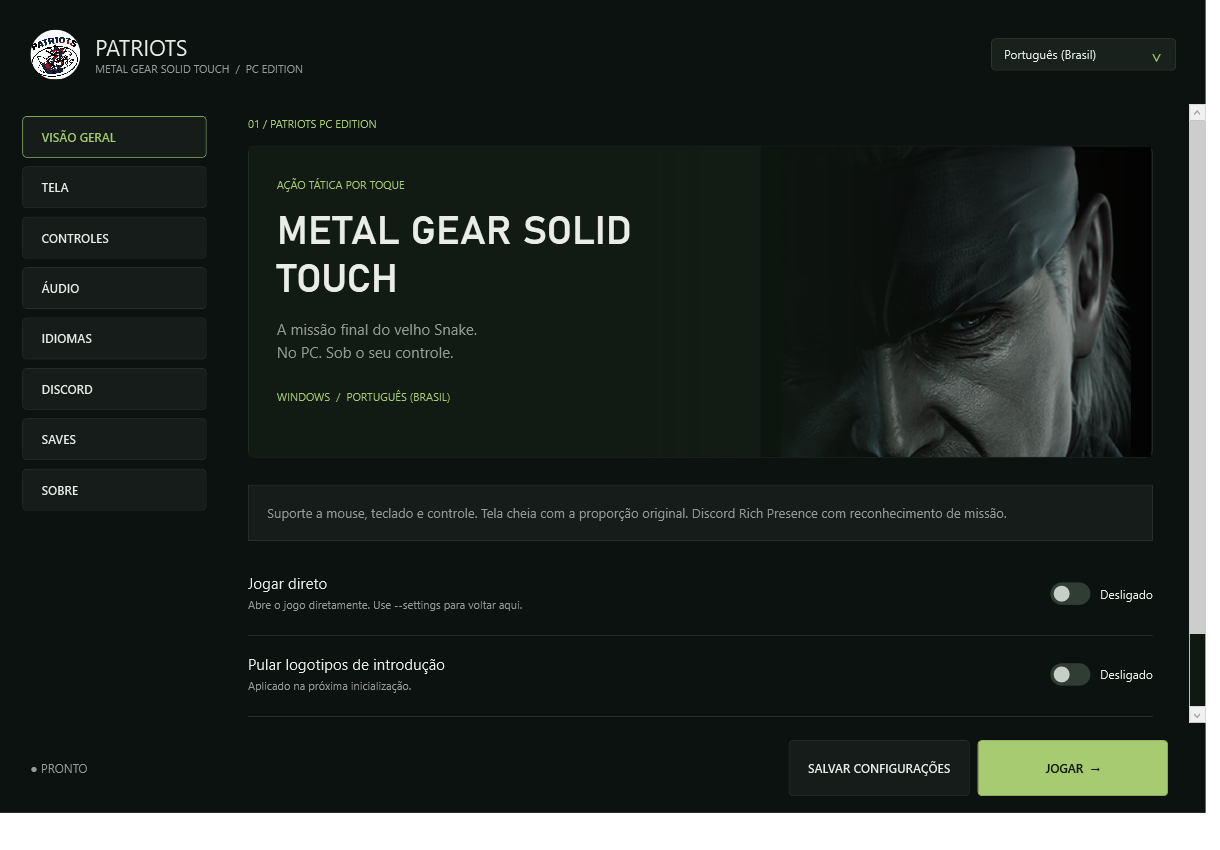 PATRIOTS
PATRIOTS
METAL GEAR SOLID TOUCH / PC EDITION
Português (Brasil)
VISÃO GERAL
TELA
CONTROLES
ÁUDIO
IDIOMAS
DISCORD
SAVES
SOBRE
01 / PATRIOTS PC EDITION
AÇÃO TÁTICA POR TOQUE
METAL GEAR SOLID
TOUCH
A missão final do velho Snake.
No PC. Sob o seu controle.
WINDOWS / PORTUGUÊS (BRASIL)
Suporte a mouse, teclado e controle. Tela cheia com a proporção original. Discord Rich Presence com reconhecimento de missão.
Jogar direto
Abre o jogo diretamente. Use --settings para voltar aqui.
Desligado
Pular logotipos de introdução
Aplicado na próxima inicialização.
Desligado
● PRONTO
SALVAR CONFIGURAÇÕES
JOGAR →